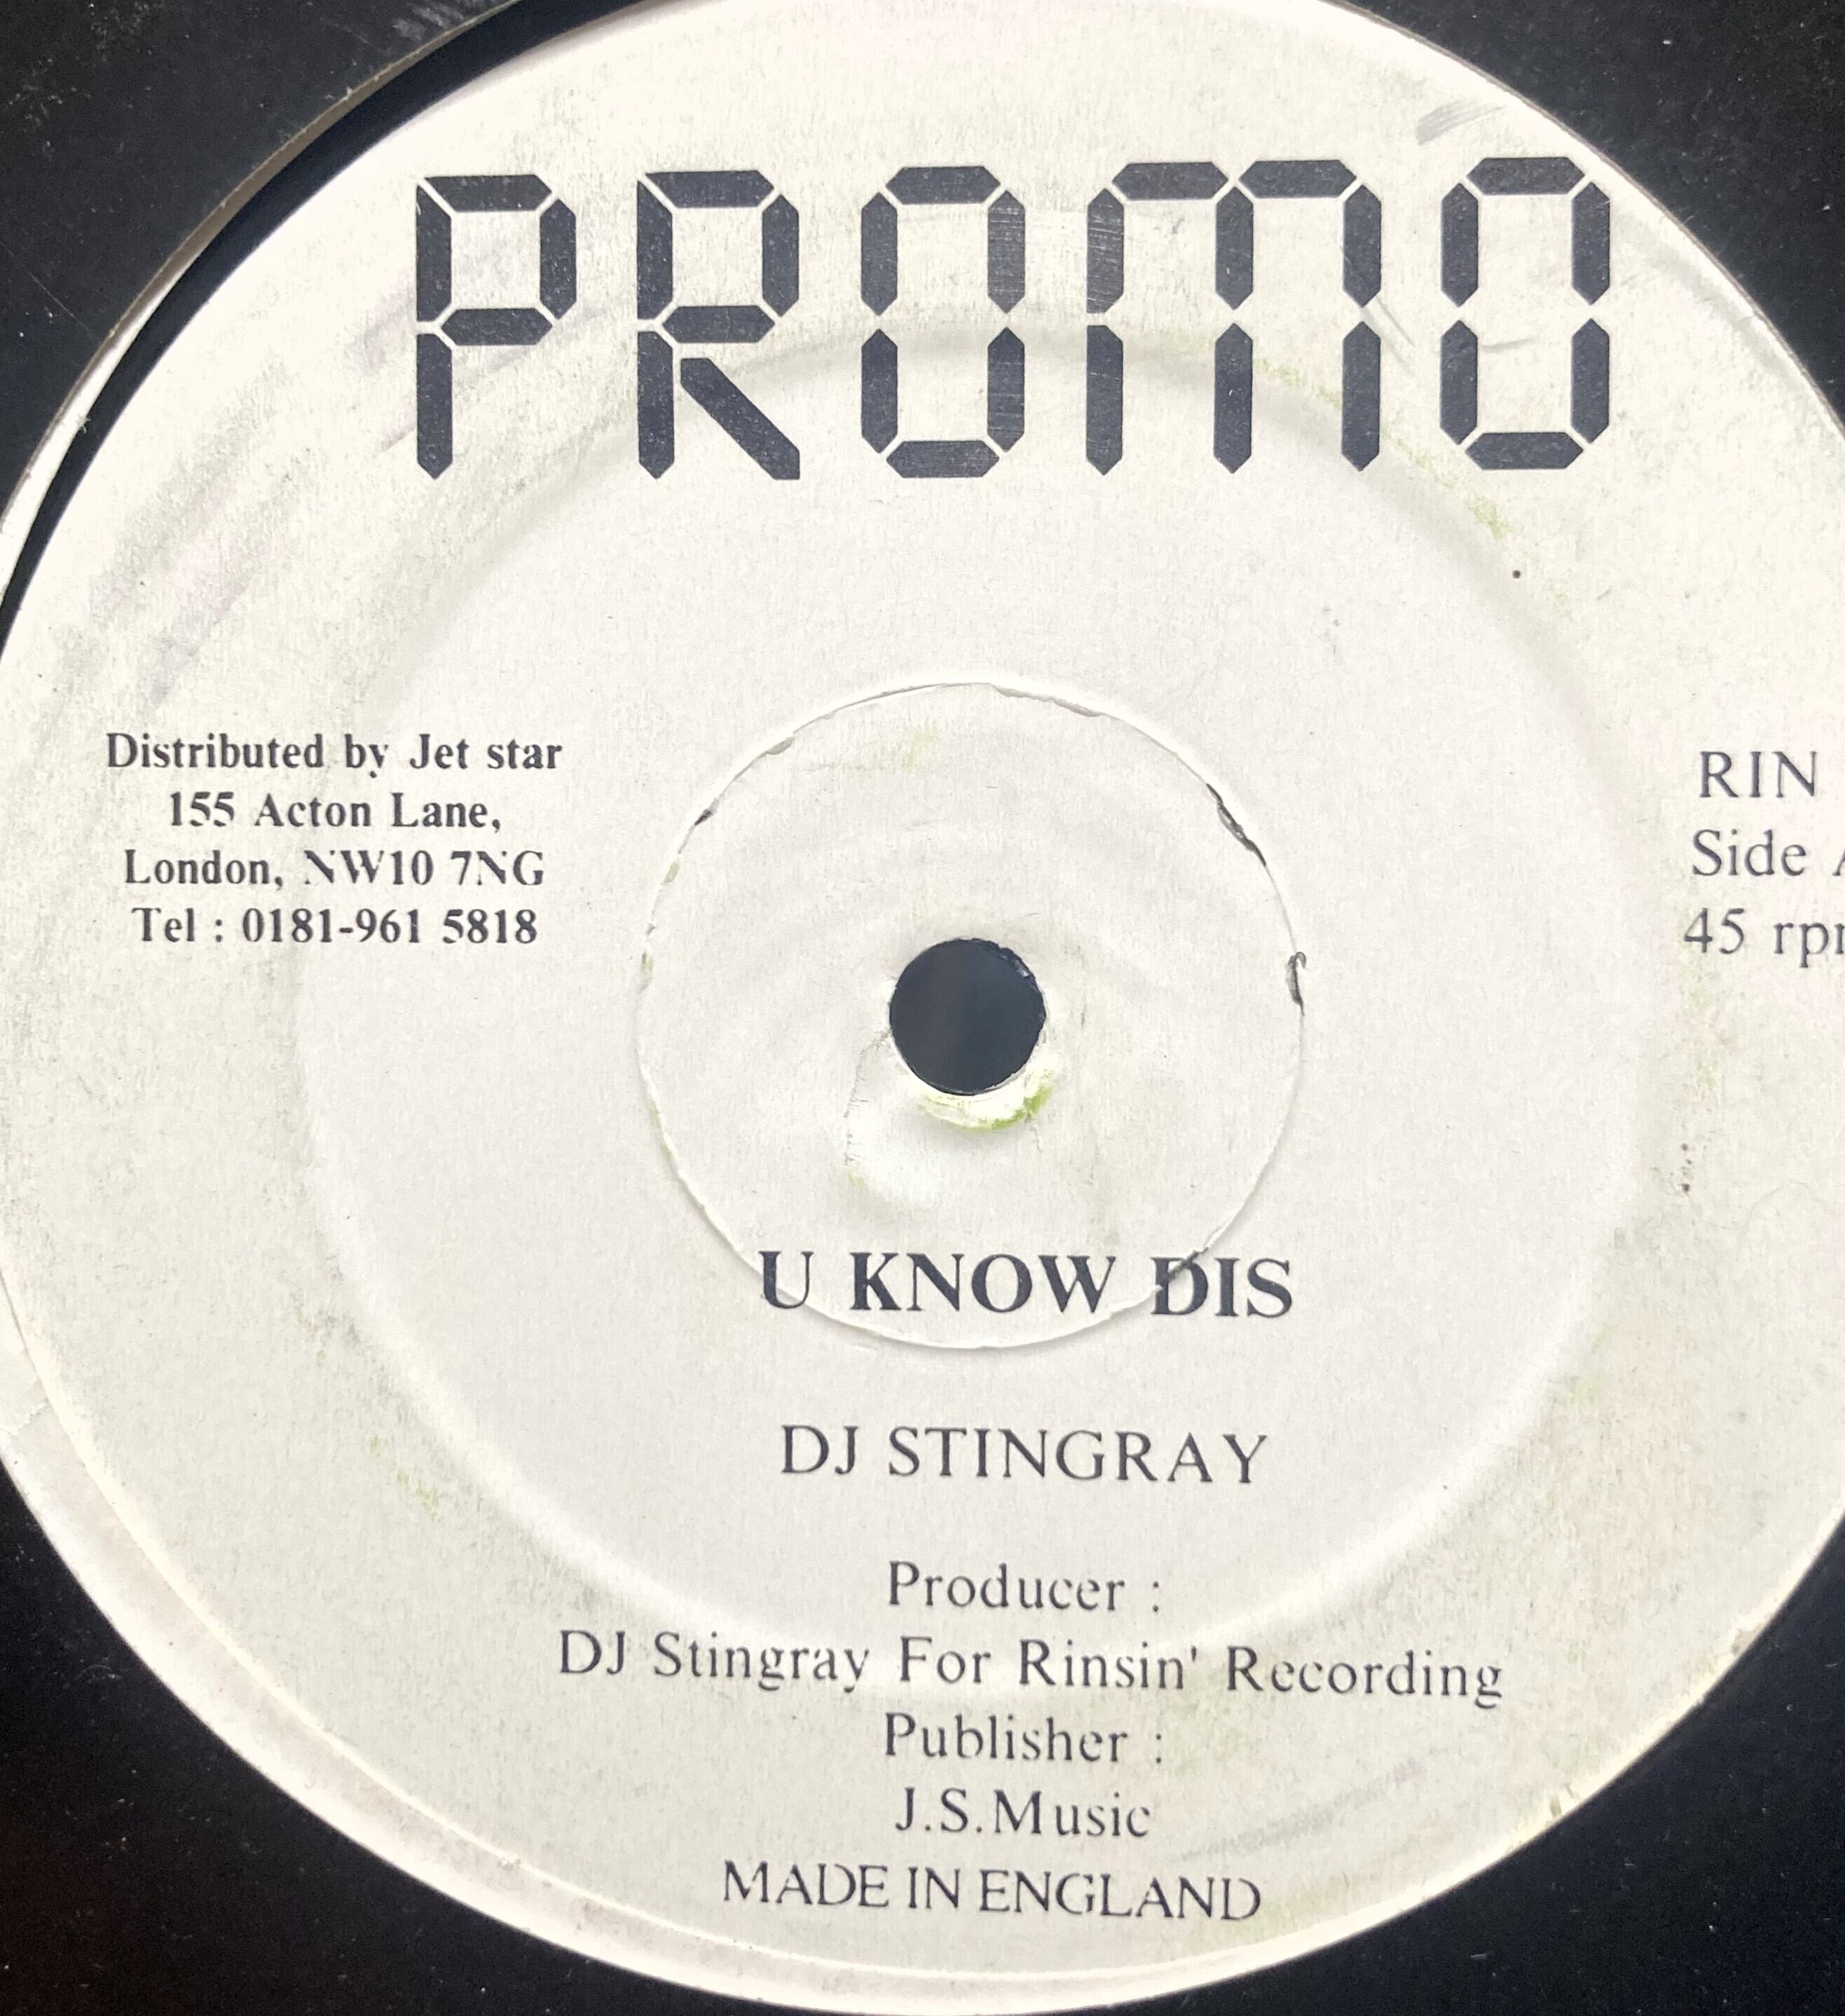 PROMO
Distributed by Jet star
155 Acton Lane,
London, NW10 7NG
Tel : 0181-961 5818
RIN
Side
45
U KNOW DIS
DJ STINGRAY
Producer :
DJ Stingray For Rinsin' Recording
Publisher :
J.S.Music
MADE IN ENGLAND